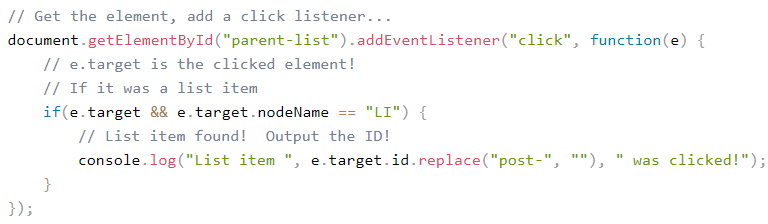 // Get the element, add a click listener...
document.getElementById("parent-list").addEventListener("click", function(e) {
    // e.target is the clicked element!
    // If it was a list item
    if(e.target && e.target.nodeName == "LI") {
        // List item found!  Output the ID!
        console.log("List item ", e.target.id.replace("post-", ""), " was clicked!");
    }
});